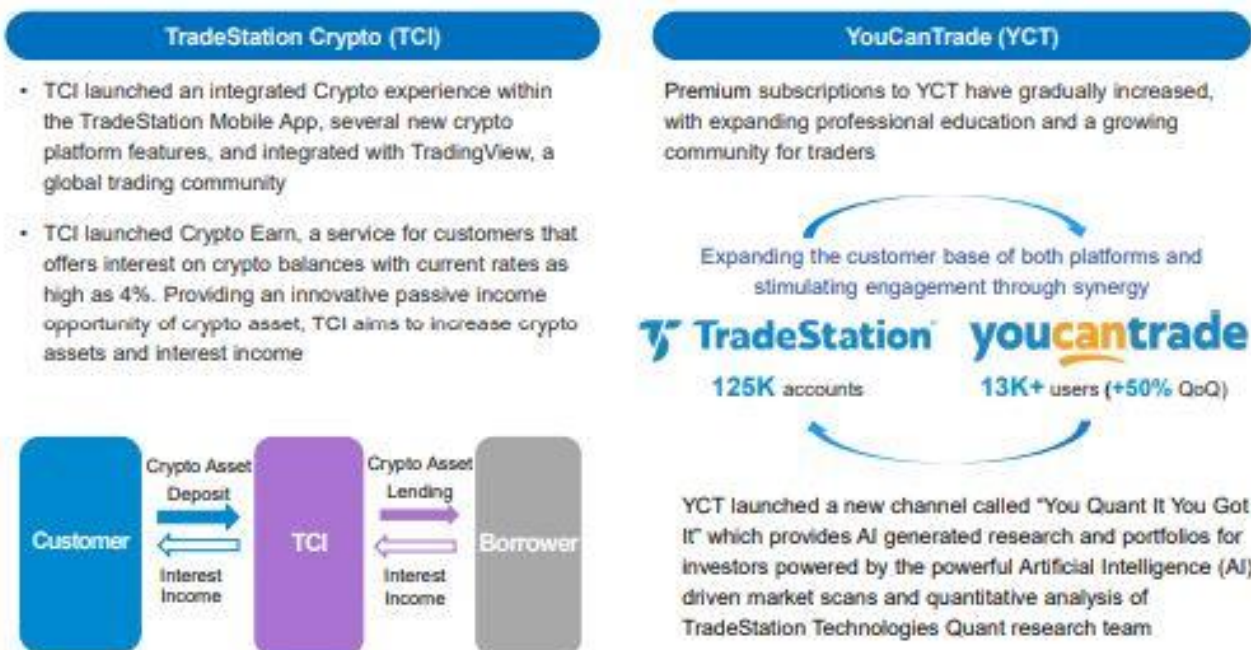 TradeStation Crypto (TCI)
• TCI launched an integrated Crypto experience within
the TradeStation Mobile App, several new crypto
platform features, and integrated with TradingView, a
global trading community
• TCI launched Crypto Earn, a service for customers that
offers interest on crypto balances with current rates as
high as 4%. Providing an innovative passive income
opportunity of crypto asset, TCI aims to increase crypto
assets and interest income
Customer
Crypto Asset
Deposit
Interest
Income
TCI
Crypto Asset
Lending
Interest
Income
Borrower
YouCanTrade (YCT)
Premium subscriptions to YCT have gradually increased,
with expanding professional education and a growing
community for traders
Expanding the customer base of both platforms and
stimulating engagement through synergy
TradeStation
youcantrade
125K accounts
13K+ users (+50% QoQ)
YCT launched a new channel called "You Quant It You Got
It" which provides AI generated research and portfolios for
investors powered by the powerful Artificial Intelligence (AI)
driven market scans and quantitative analysis of
TradeStation Technologies Quant research team